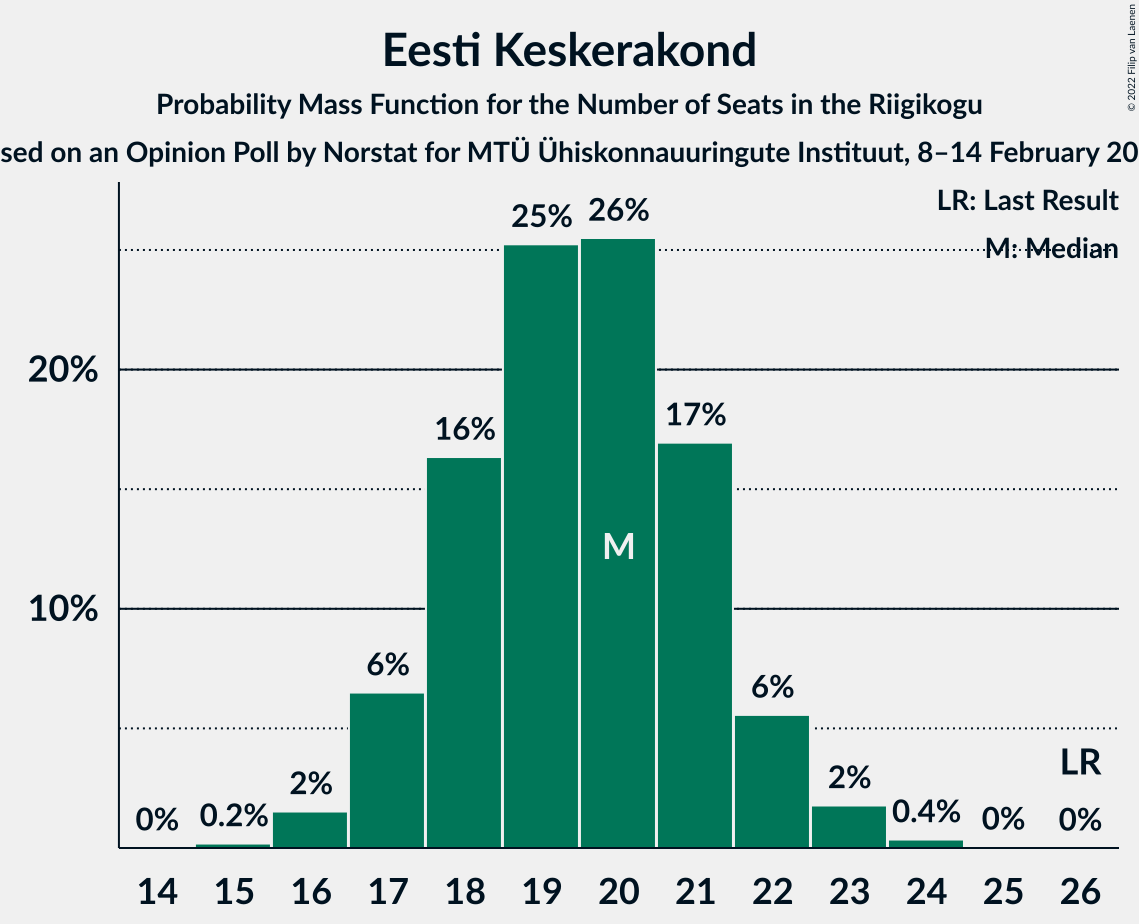 Eesti Keskerakond
Probability Mass Function for the Number of Seats in the Riigikogu
sed on an Opinion Poll by Norstat for MTÜ Ühiskonnauuringute Instituut, 8–14 February 20
© 2022 Filip van Laenen
LR: Last Result
M: Median
25% 26%
20%
17%
16%
M
10%
6%
6%
LR
2%
2%
0% 0.2% 0.4% 0% 0%
14 15 16 17 18 19 20 21 22 23 24 25 26